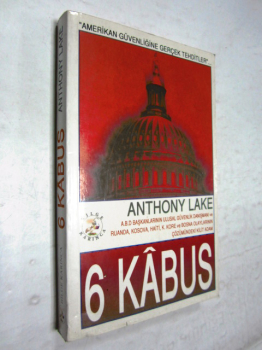 "AMERİKAN GÜVENLİĞİNE GERÇEK TEHDİTLER"
ANTHONY LAKE
A.B.D BAŞKANLARININ ULUSAL GÜVENLİK DANIŞMANI ve
RUANDA, KOSOVA, HAİTİ, K. KORE ve BOSNA OLAYLARININ
ÇÖZÜMÜNDEKİ KİLİT ADAM
6 KÂBUS
6 KÂBUS
ANTHONY LAKE